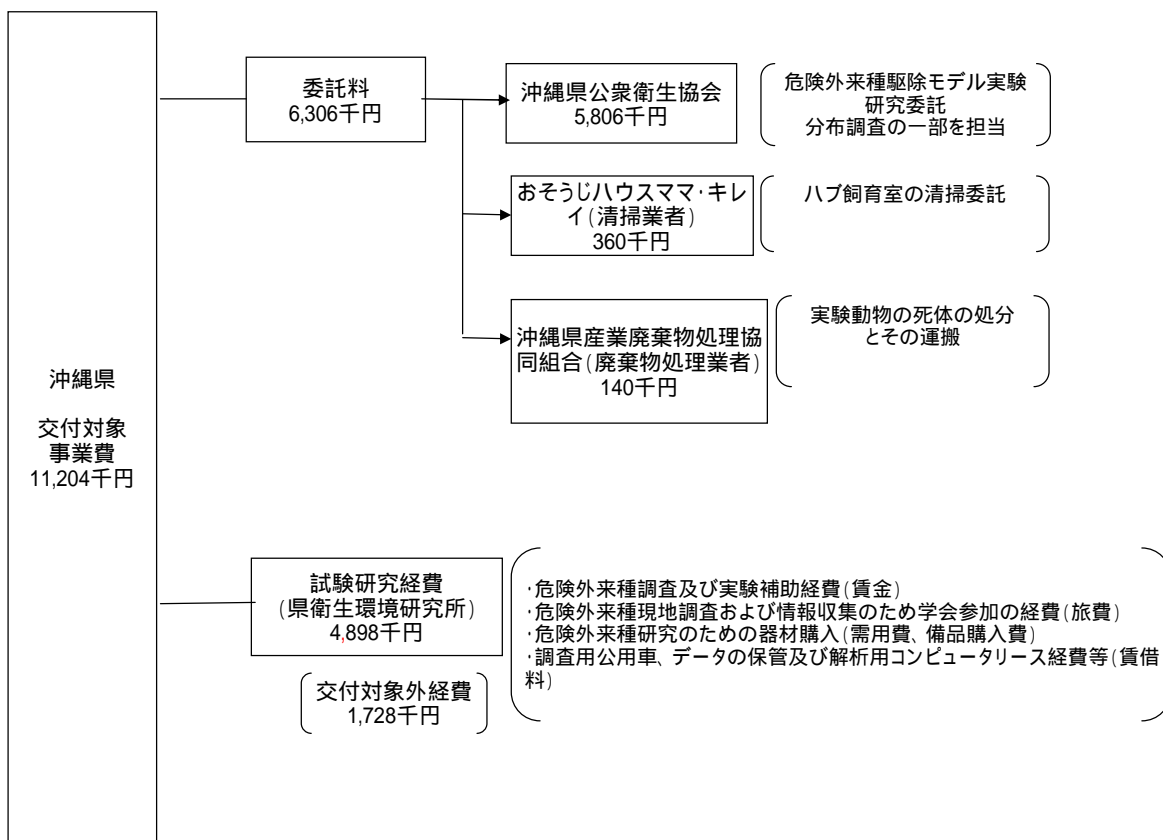 沖縄県
交付対象
事業費
11,204千円
委託料
6,306千円
沖縄県公衆衛生協会
5,806千円
危険外来種駆除モデル実験
研究委託
分布調査の一部を担当
おそうじハウスママ・キレ
イ(清掃業者)
360千円
ハブ飼育室の清掃委託
沖縄県産業廃棄物処理協
同組合(廃棄物処理業者)
140千円
実験動物の死体の処分
とその運搬
試験研究経費
(県衛生環境研究所)
4,898千円
・危険外来種調査及び実験補助経費(賃金)
・危険外来種現地調査および情報収集のため学会参加の経費(旅費)
・危険外来種研究のための器材購入(需用費、備品購入費)
・調査用公用車、データの保管及び解析用コンピュータリース経費等(賃借
料)
交付対象外経費
1,728千円